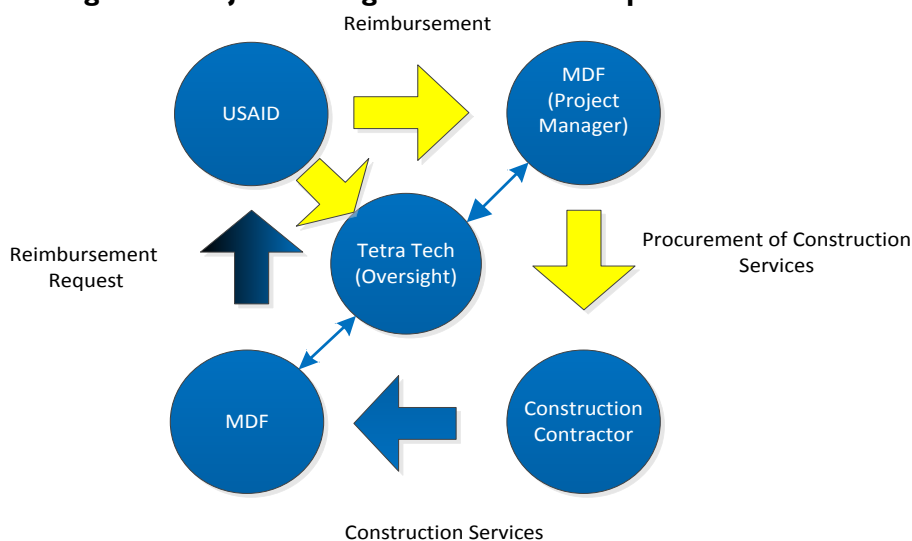 Reimbursement
USAID
MDF
(Project
Manager)
Tetra Tech
(Oversight)
Reimbursement
Request
Procurement of Construction
Services
MDF
Construction
Contractor
Construction Services